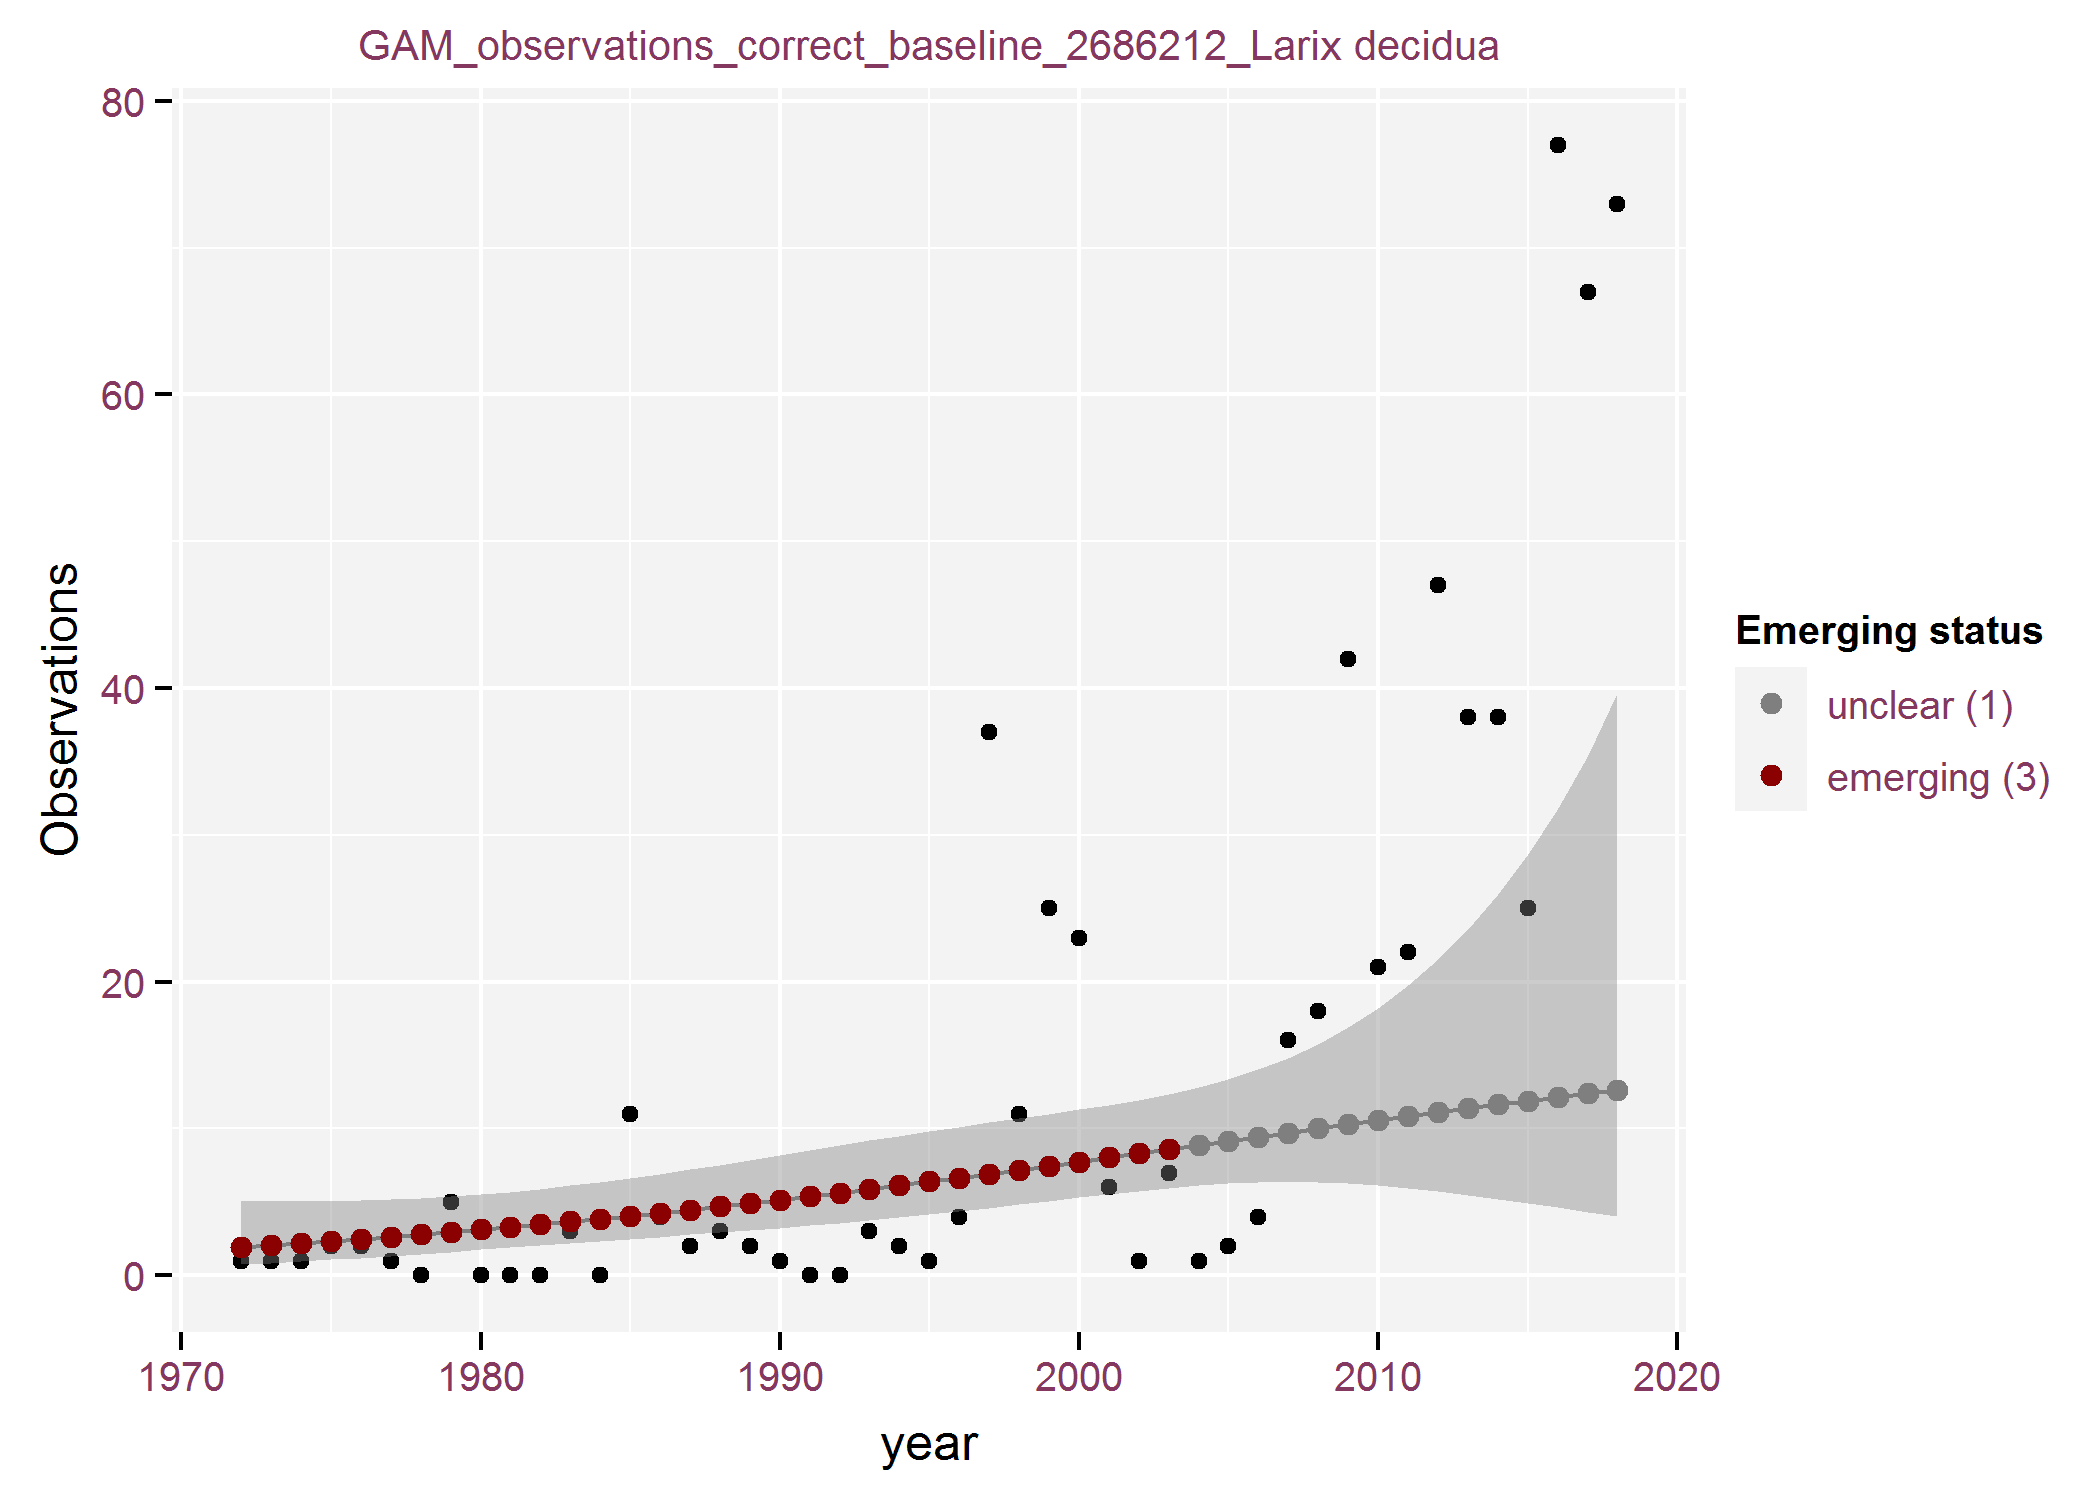 GAM_observations_correct_baseline_2686212_Larix decidua
80
60
40
20
0
Observations
1970 1980 1990 2000 2010 2020
year
Emerging status
unclear (1)
emerging (3)